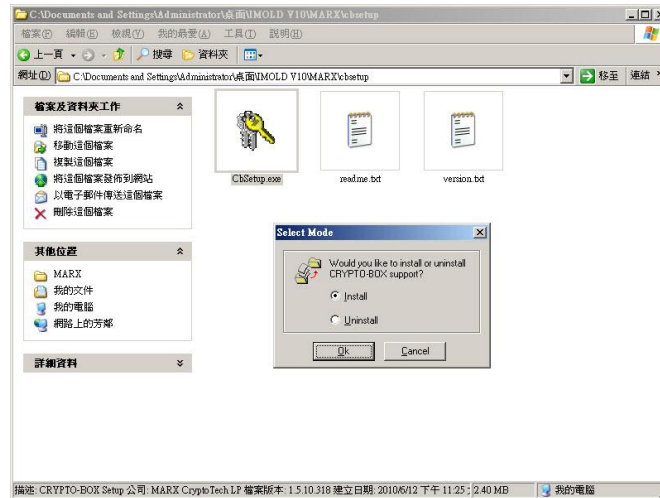 C:\Documents and Settings\Administrator\桌面\IMOLD V10\MARX\cbsetup
檔案(F) 編輯(E) 檢視(V) 我的最愛(A) 工具(T) 說明(H)
上一頁 搜尋 資料夾
網址(D) C:\Documents and Settings\Administrator\桌面\IMOLD V10\MARX\cbsetup 移至 連結 »
檔案及資料夾工作
將這個檔案重新命名
移動這個檔案
複製這個檔案
將這個檔案發佈到網站
以電子郵件傳送這個檔案
刪除這個檔案
其他位置
MARX
我的文件
我的電腦
網路上的芳鄰
詳細資料
CbSetup.exe
readme.txt
version.txt
Select Mode
Would you like to install or uninstall
CRYPTO-BOX support?
Install
Uninstall
Ok Cancel
描述: CRYPTO-BOX Setup 公司: MARX CryptoTech LP 檔案版本: 1.5.10.318 建立日期: 2010/6/12 下午 11:25; 2.40 MB 我的電腦